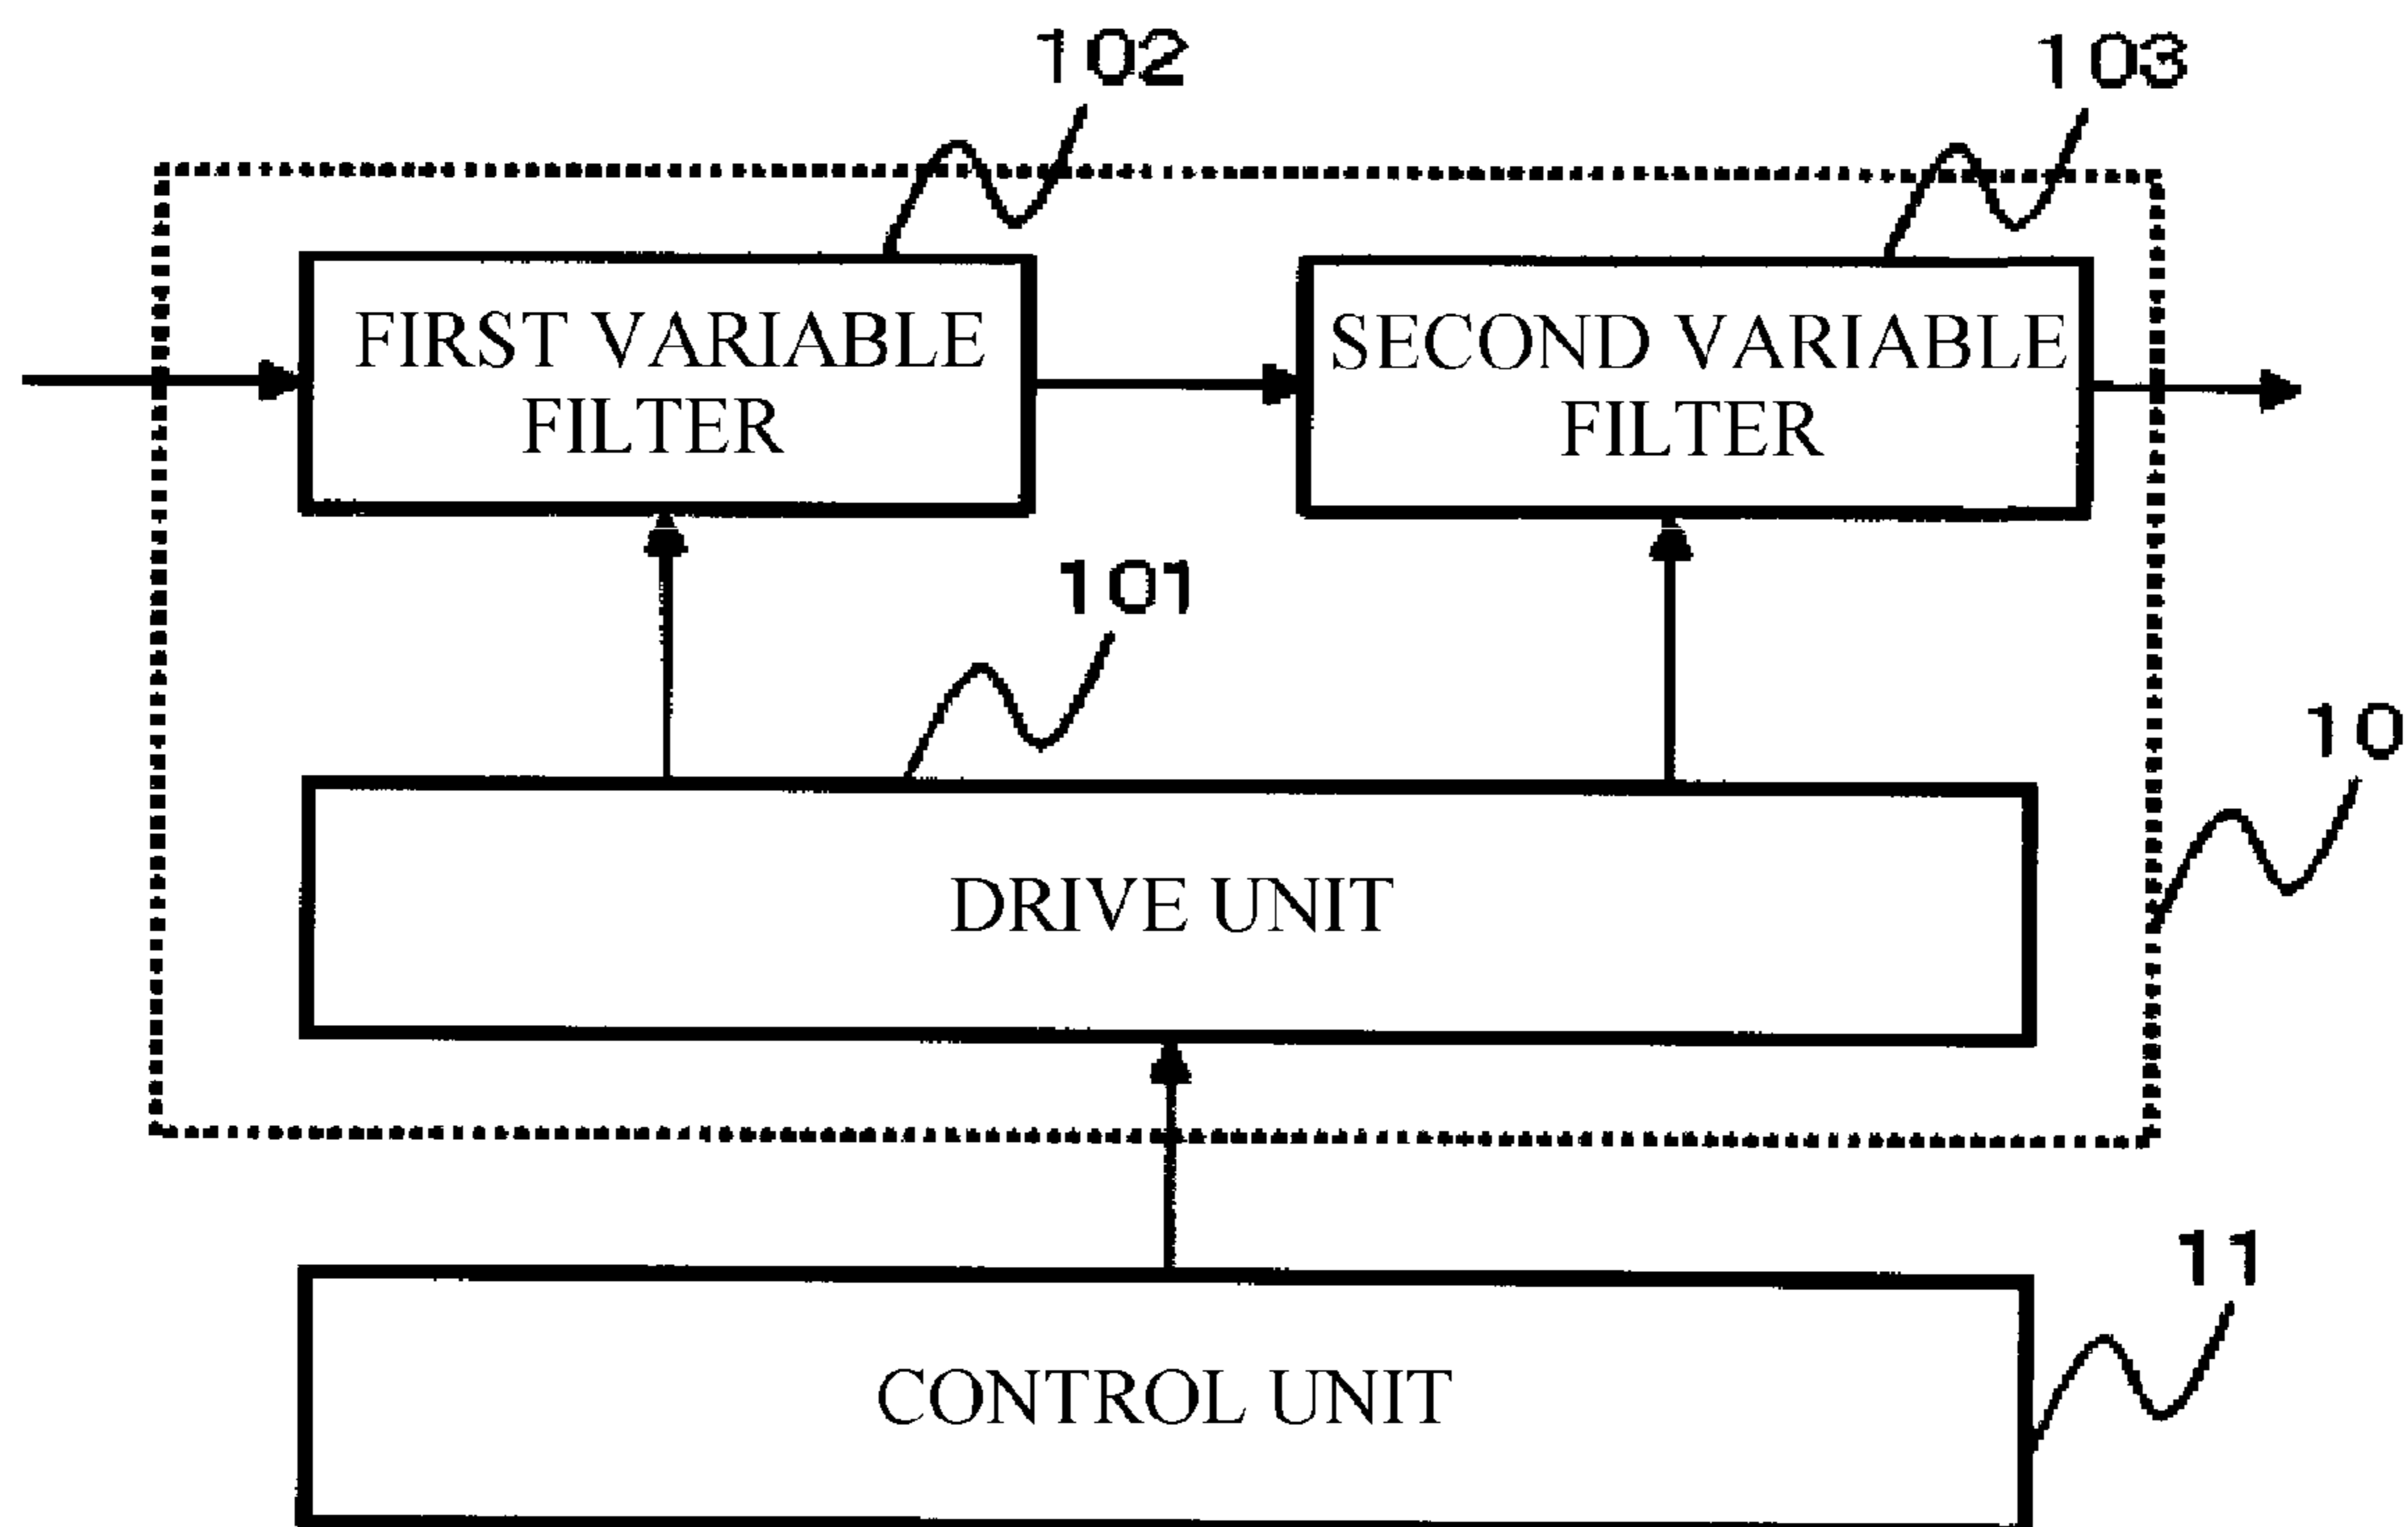 102
103
FIRST VARIABLE
FILTER
SECOND VARIABLE
FILTER
101
10
DRIVE UNIT
11
CONTROL UNIT